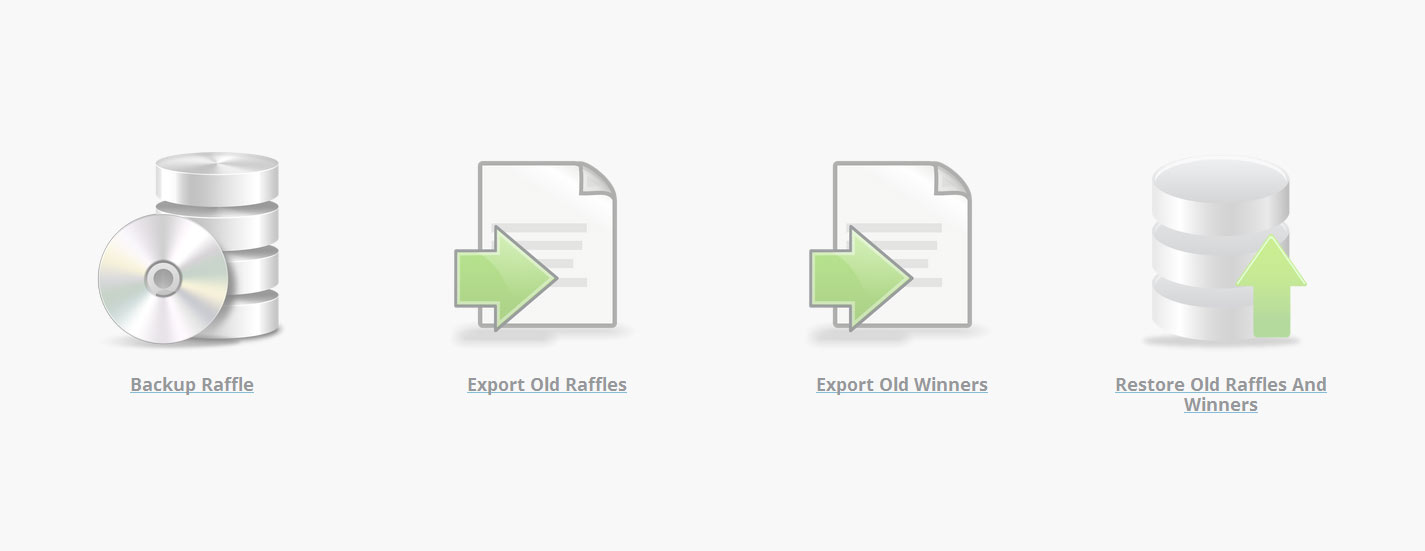 Backup Raffle
Export Old Raffles
Export Old Winners
Restore Old Raffles And
Winners